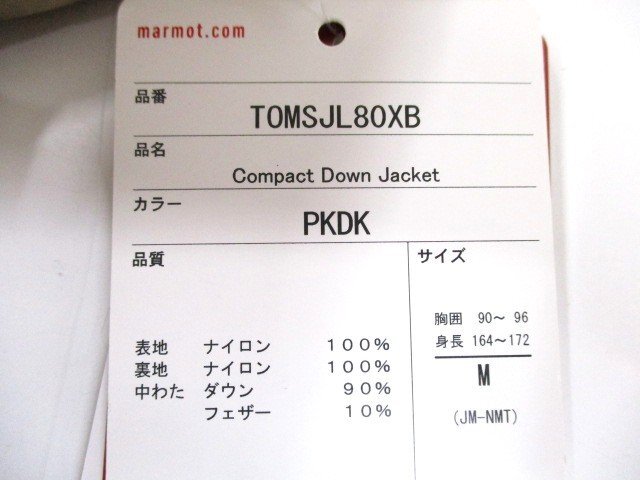 marmot.com
品番
TOMSJL80XB
品名
Compact Down Jacket
カラー
PKDK
品質
表地 ナイロン 100%
裏地 ナイロン 100%
中わた ダウン 90%
フェザー 10%
サイズ
胸囲 90～ 96
身長 164～172
M
(JM-NMT)